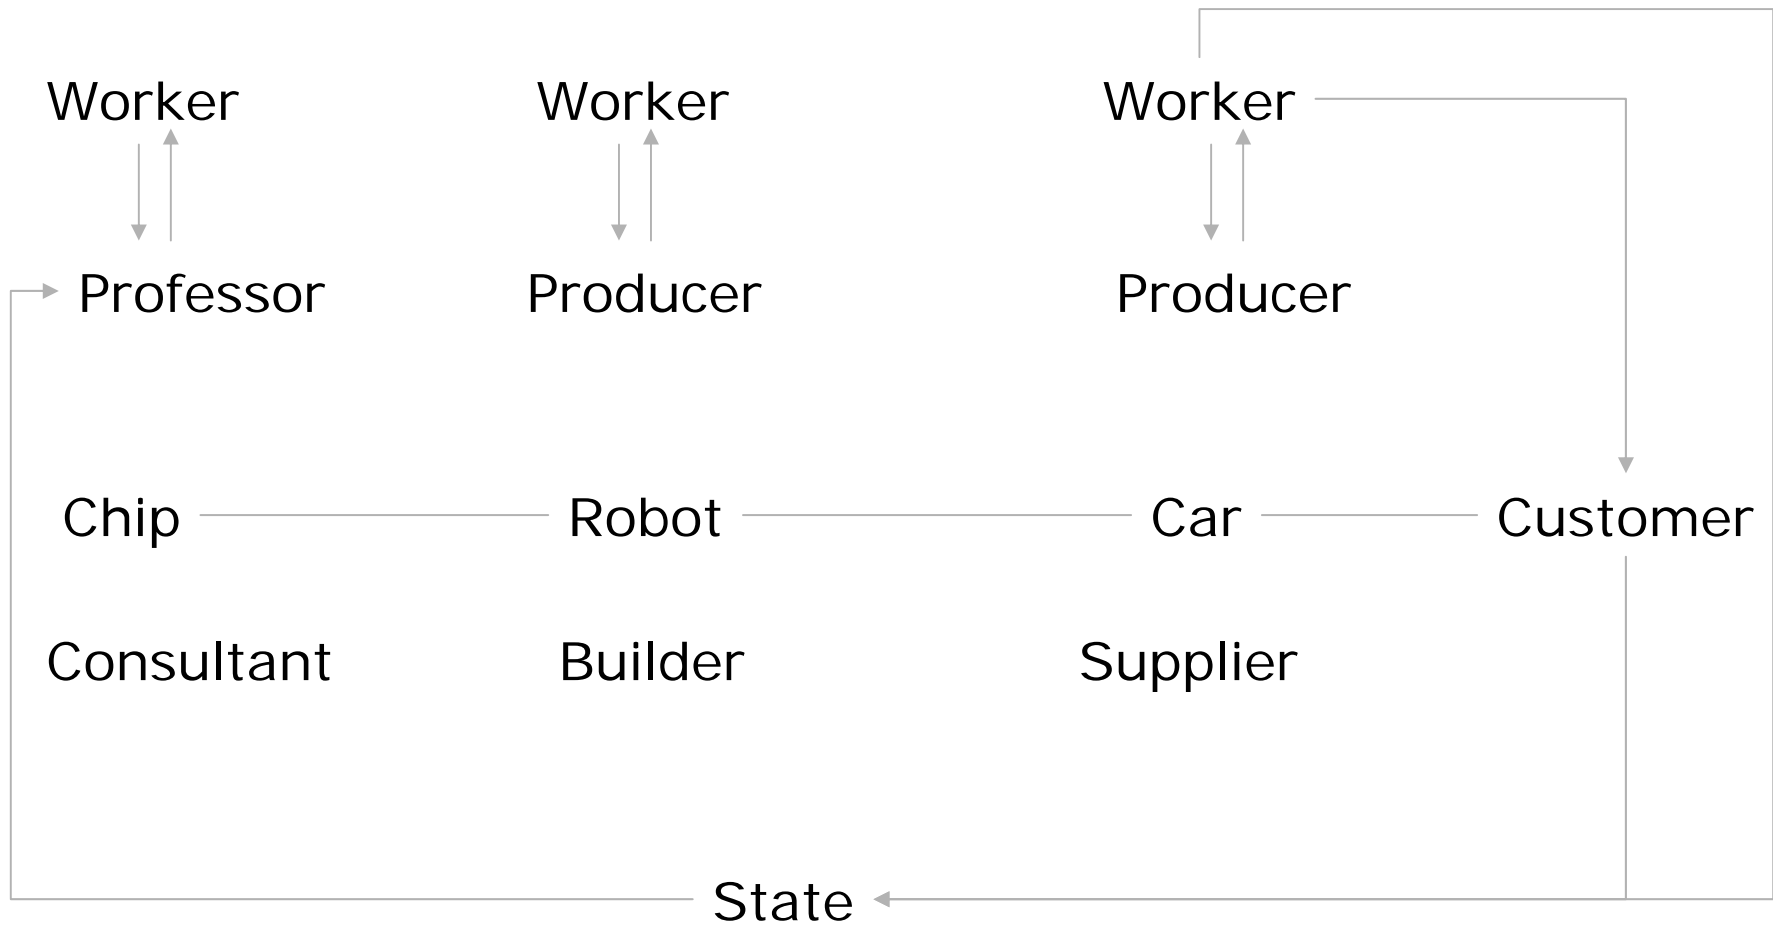 Worker Worker Worker
Professor Producer Producer
Chip Robot Car Customer
Consultant Builder Supplier
State